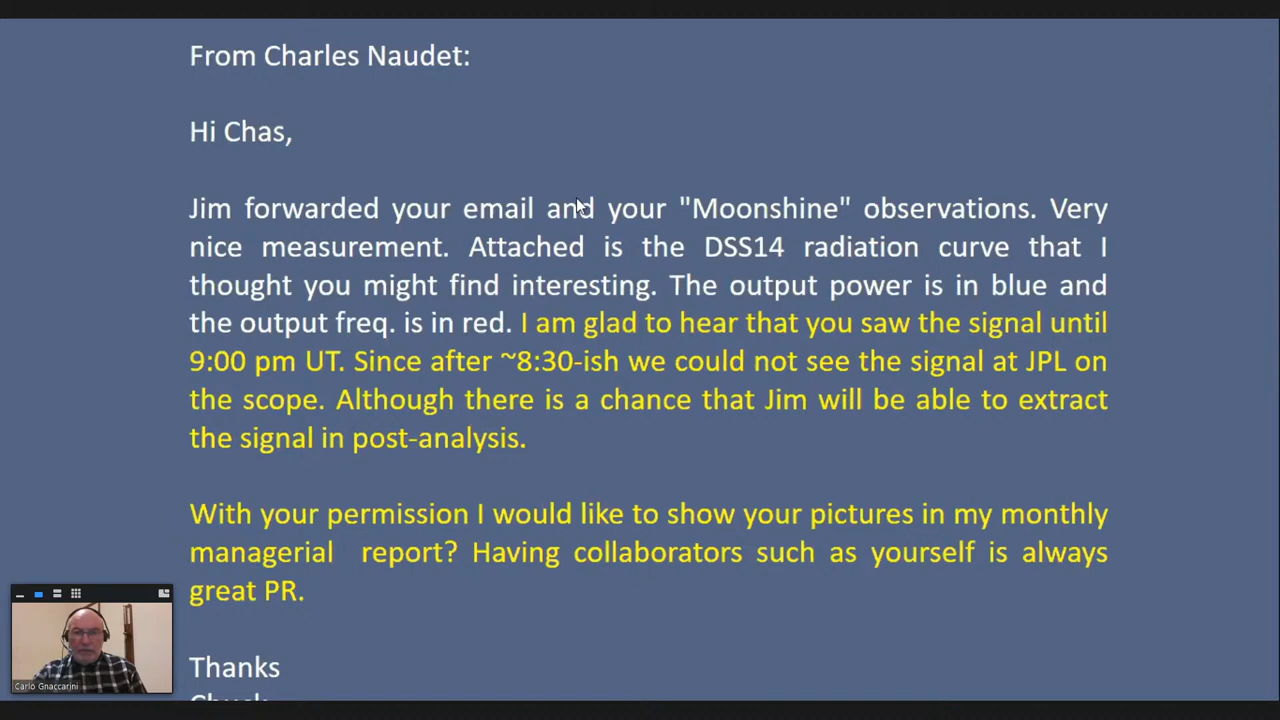 From Charles Naudet:
Hi Chas,
Jim forwarded your email and your "Moonshine" observations. Very
nice measurement. Attached is the DSS14 radiation curve that I
thought you might find interesting. The output power is in blue and
the output freq. is in red. I am glad to hear that you saw the signal until
9:00 pm UT. Since after ~8:30-ish we could not see the signal at JPL on
the scope. Although there is a chance that Jim will be able to extract
the signal in post-analysis.
With your permission I would like to show your pictures in my monthly
managerial report? Having collaborators such as yourself is always
great PR.
Thanks
Chuck
Carlo Gnaccarini